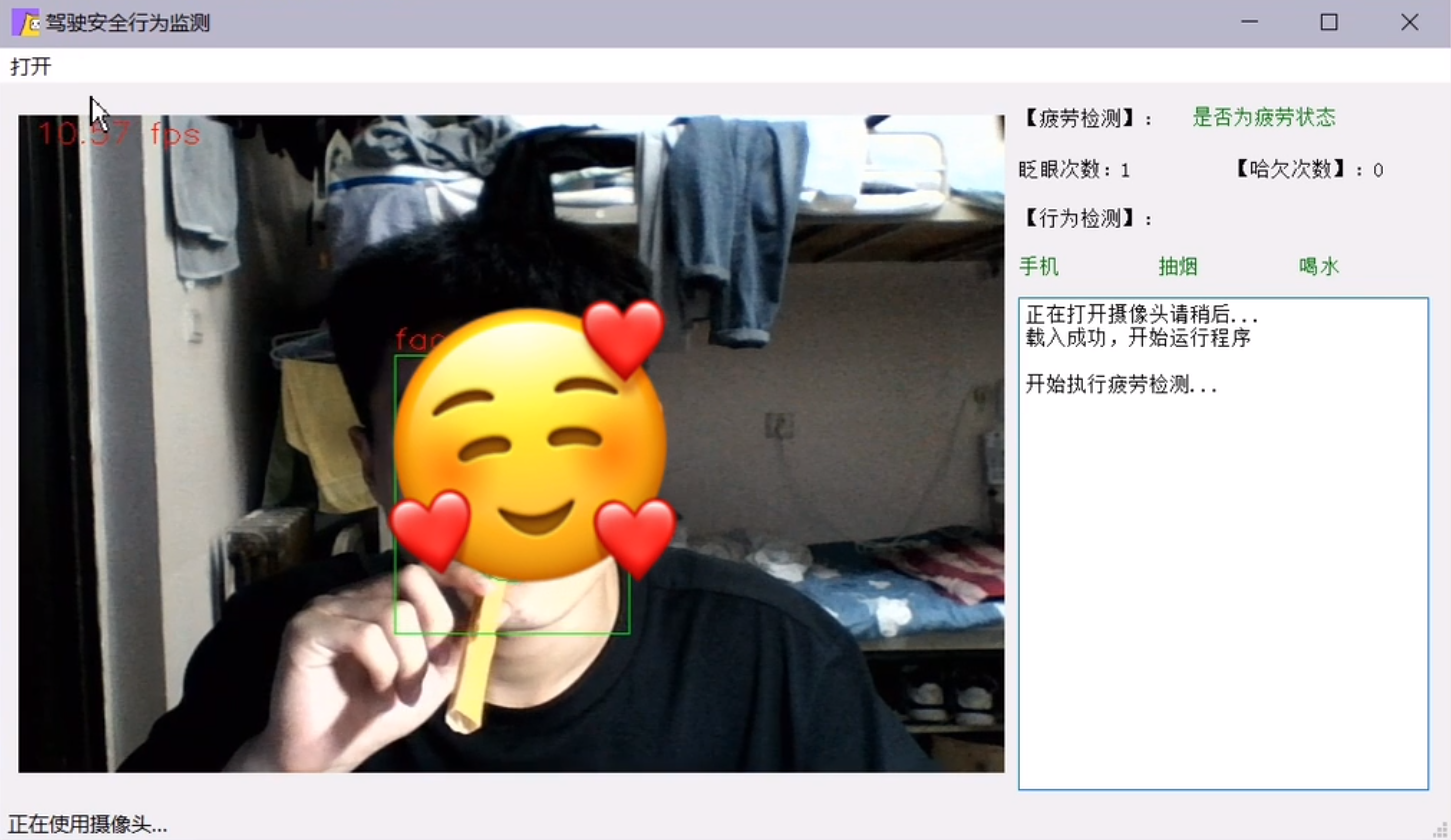 驾驶安全行为监测
打开
10.57 fps
fac
【疲劳检测】: 是否为疲劳状态
眨眼次数: 1 【哈欠次数】: 0
【行为检测】:
手机 抽烟 喝水
正在打开摄像头请稍后...
载入成功，开始运行程序
开始执行疲劳检测...
正在使用摄像头...